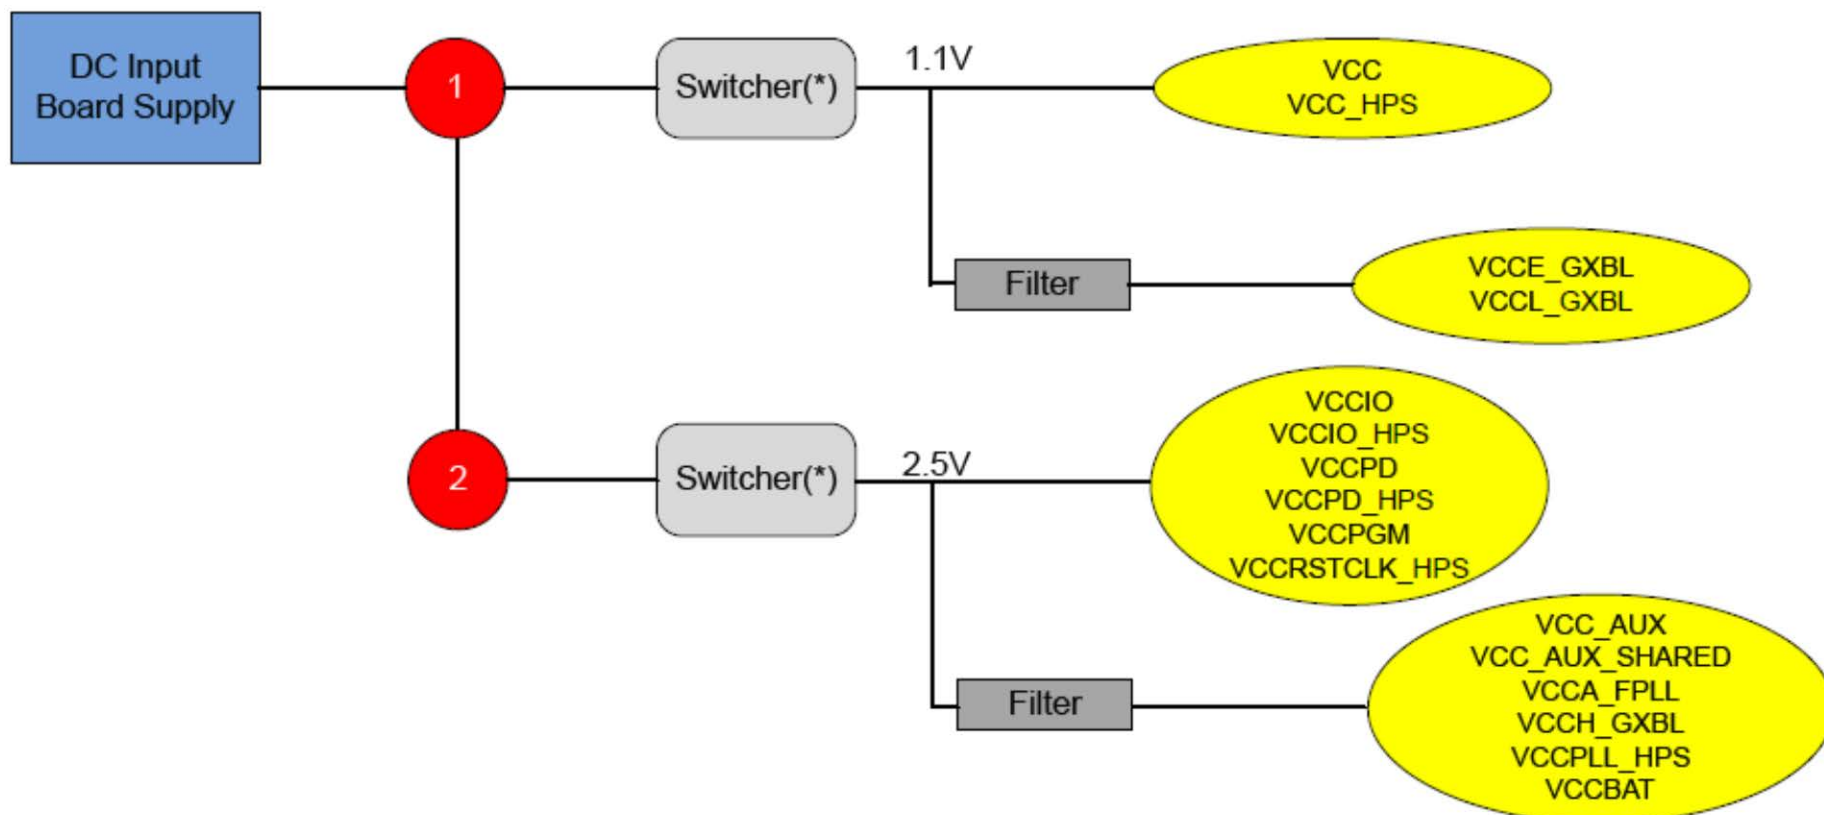 DC Input
Board Supply
1
Switcher(*)
1.1V
VCC
VCC_HPS
Filter
VCCE_GXBL
VCCL_GXBL
2
Switcher(*)
2.5V
VCCIO
VCCIO_HPS
VCCPD
VCCPD_HPS
VCCPGM
VCCRSTCLK_HPS
Filter
VCC_AUX
VCC_AUX_SHARED
VCCA_FPLL
VCCH_GXBL
VCCPLL_HPS
VCCBAT